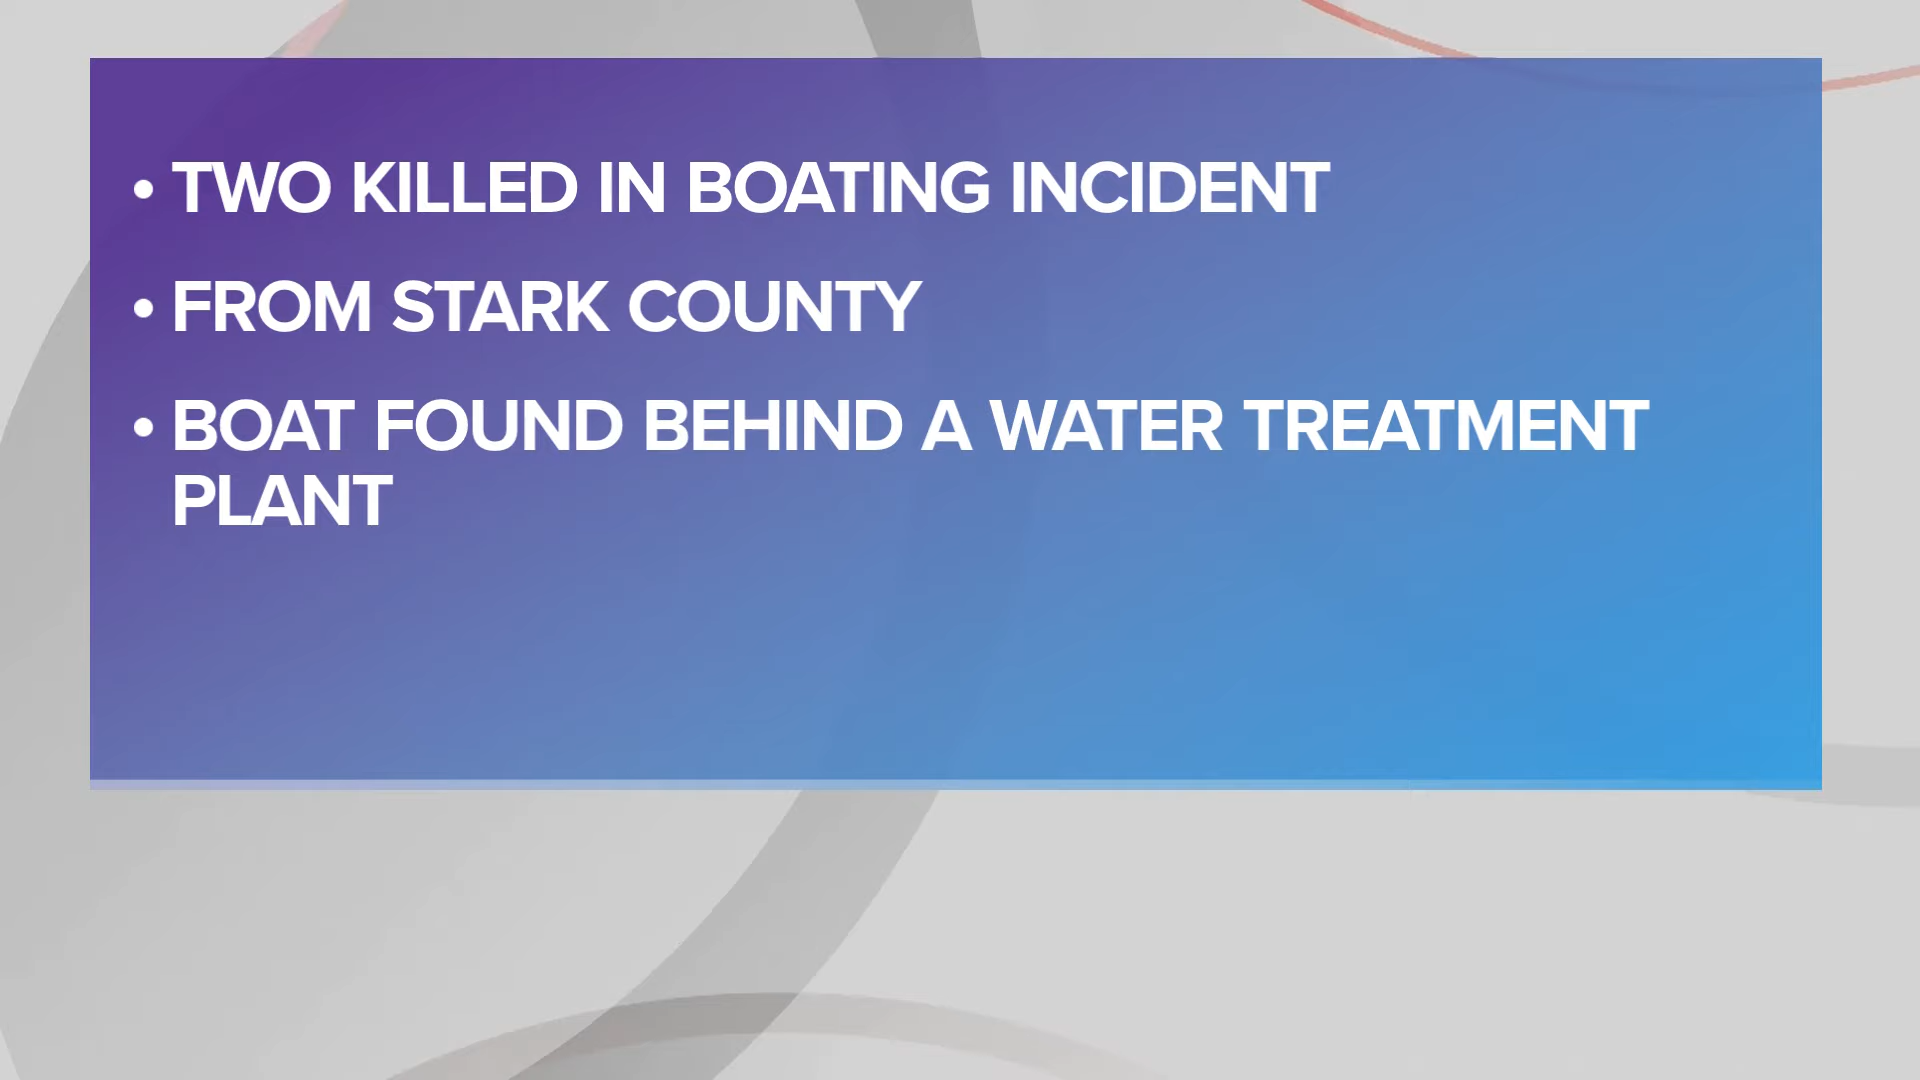 • TWO KILLED IN BOATING INCIDENT
• FROM STARK COUNTY
• BOAT FOUND BEHIND A WATER TREATMENT
PLANT